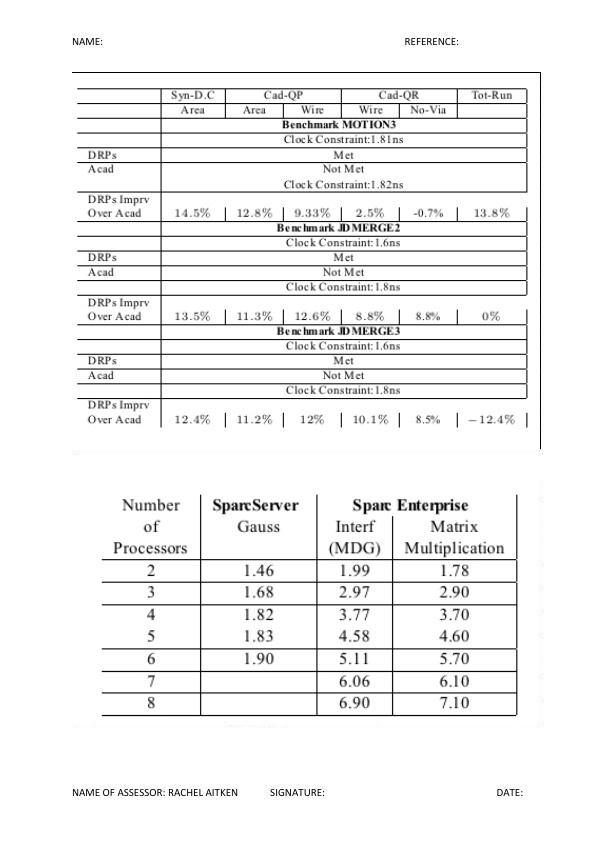 NAME: REFERENCE:
Syn-D.C Cad-QP Cad-QR Tot-Run
Area Area Wire Wire No-Via
Benchmark MOTION3
Clock Constraint:1.81ns
DRPs Met
Acad Not Met
Clock Constraint:1.82ns
DRPs Imprv
Over Acad 14.5% 12.8% 9.33% 2.5% -0.7% 13.8%
Benchmark JDMERGE2
Clock Constraint:1.6ns
DRPs Met
Acad Not Met
Clock Constraint:1.8ns
DRPs Imprv
Over Acad 13.5% 11.3% 12.6% 8.8% 8.8% 0%
Benchmark JDMERGE3
Clock Constraint:1.6ns
DRPs Met
Acad Not Met
Clock Constraint:1.8ns
DRPs Imprv
Over Acad 12.4% 11.2% 12% 10.1% 8.5% −12.4%
Number SparcServer Sparc Enterprise
of Gauss Interf Matrix
Processors (MDG) Multiplication
2 1.46 1.99 1.78
3 1.68 2.97 2.90
4 1.82 3.77 3.70
5 1.83 4.58 4.60
6 1.90 5.11 5.70
7 6.06 6.10
8 6.90 7.10
NAME OF ASSESSOR: RACHEL AITKEN SIGNATURE: DATE: